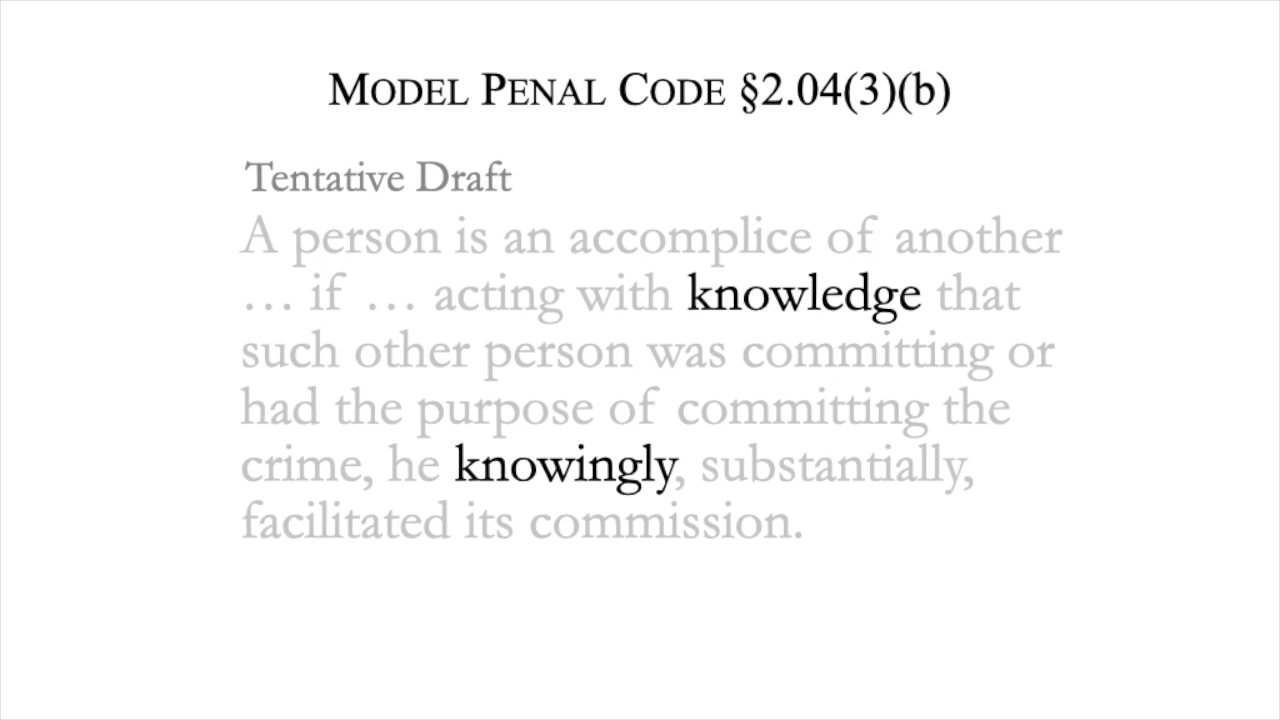 MODEL PENAL CODE §2.04(3)(b)
Tentative Draft
A person is an accomplice of another
… if … acting with knowledge that
such other person was committing or
had the purpose of committing the
crime, he knowingly, substantially,
facilitated its commission.